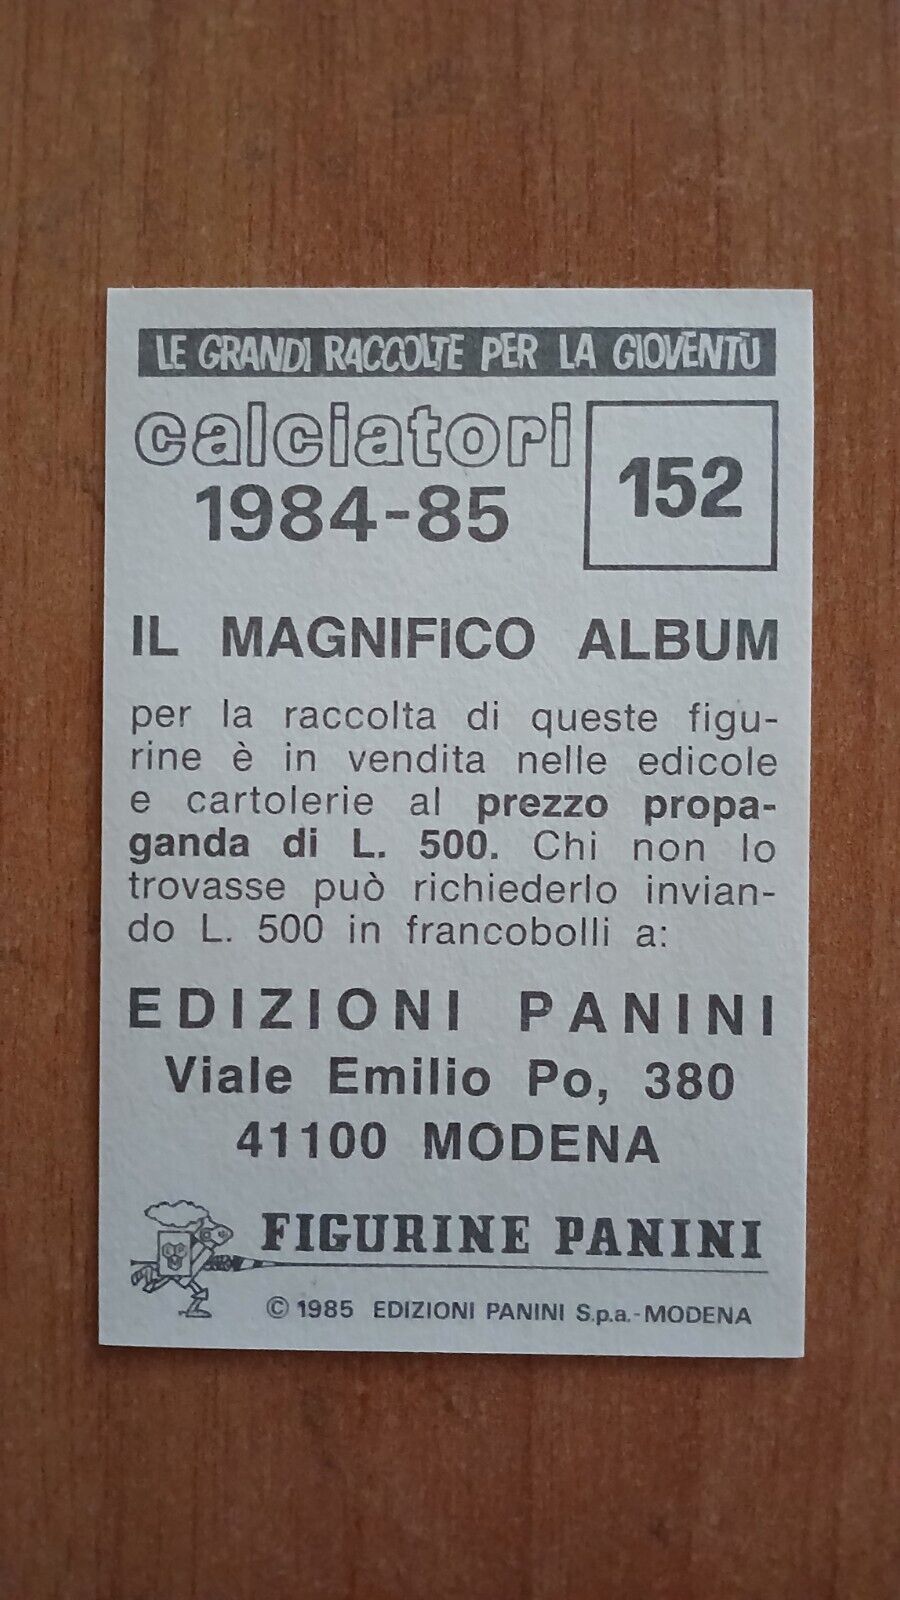 LE GRANDI RACCOLTE PER LA GIOVENTÙ
calciatori
1984-85
152
IL MAGNIFICO ALBUM
per la raccolta di queste figu-
rine è in vendita nelle edicole
e cartolerie al prezzo propa-
ganda di L. 500. Chi non lo
trovasse può richiederlo invian-
do L. 500 in francobolli a:
EDIZIONI PANINI
Viale Emilio Po, 380
41100 MODENA
FIGURINE PANINI
© 1985 EDIZIONI PANINI S.p.a.-MODENA